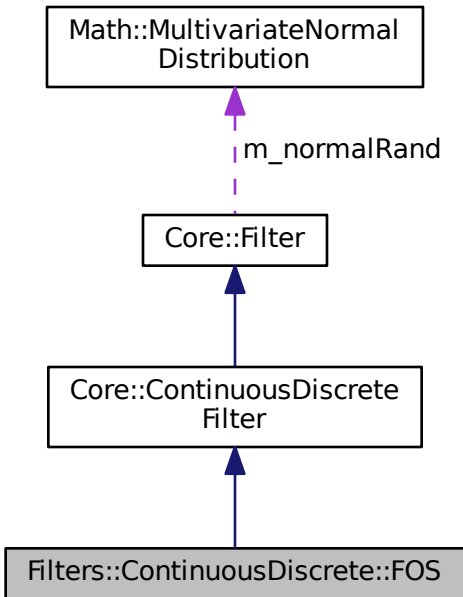 Math::MultivariateNormal
Distribution
m_normalRand
Core::Filter
Core::ContinuousDiscrete
Filter
Filters::ContinuousDiscrete::FOS